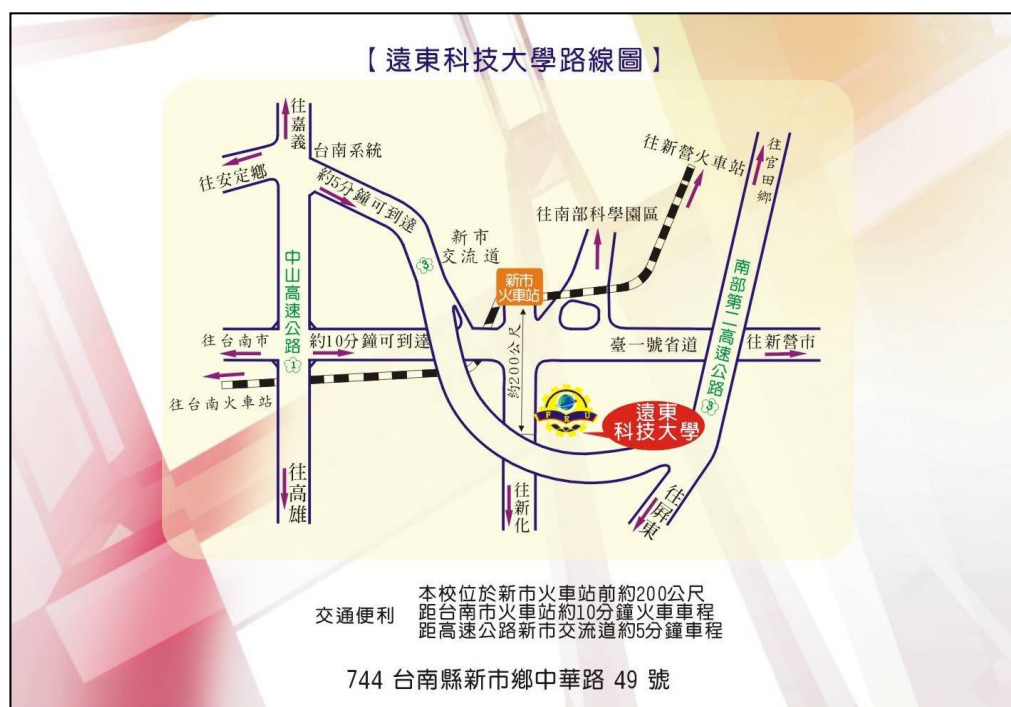 【遠東科技大學路線圖】
往嘉義
台南系統
往安定鄉
約5分鐘可到達
新市
交流道
3
往南部科學園區
往新營火車站
往官田鄉
中山高速公路
1
新市
火車站
南部第二高速公路
3
往台南市
約10分鐘可到達
約200公尺
臺一號省道
往新營市
往台南火車站
FEU
遠東
科技大學
往高雄
往新化
往屏東
交通便利
本校位於新市火車站前約200公尺
距台南市火車站約10分鐘火車車程
距高速公路新市交流道約5分鐘車程
744 台南縣新市鄉中華路 49 號